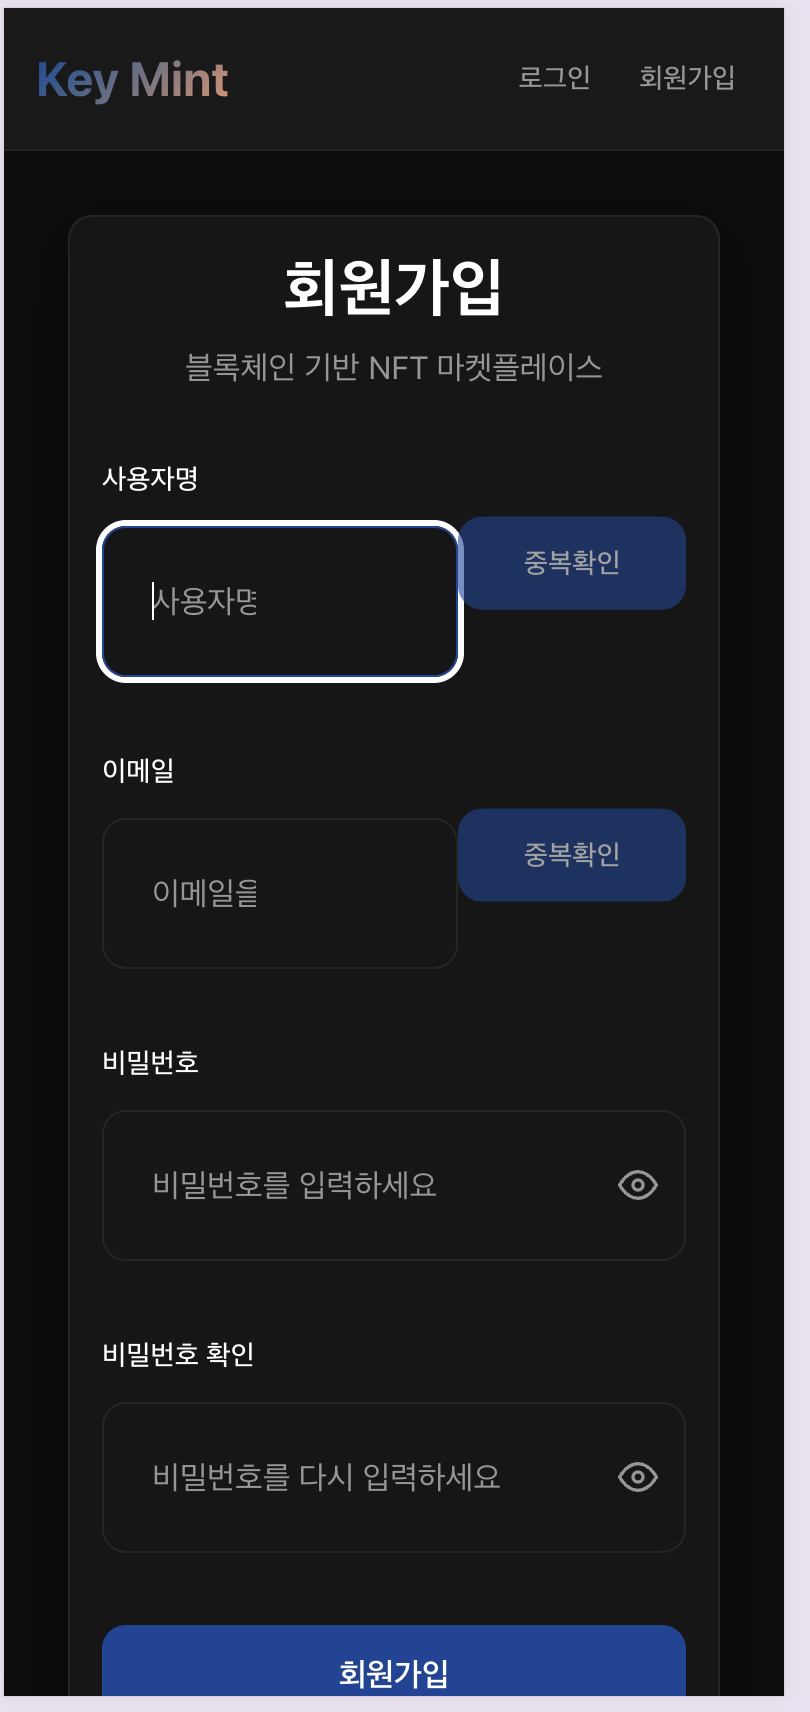 Key Mint
로그인 회원가입
회원가입
블록체인 기반 NFT 마켓플레이스
사용자명
사용자명
중복확인
이메일
이메일을
중복확인
비밀번호
비밀번호를 입력하세요
비밀번호 확인
비밀번호를 다시 입력하세요
회원가입